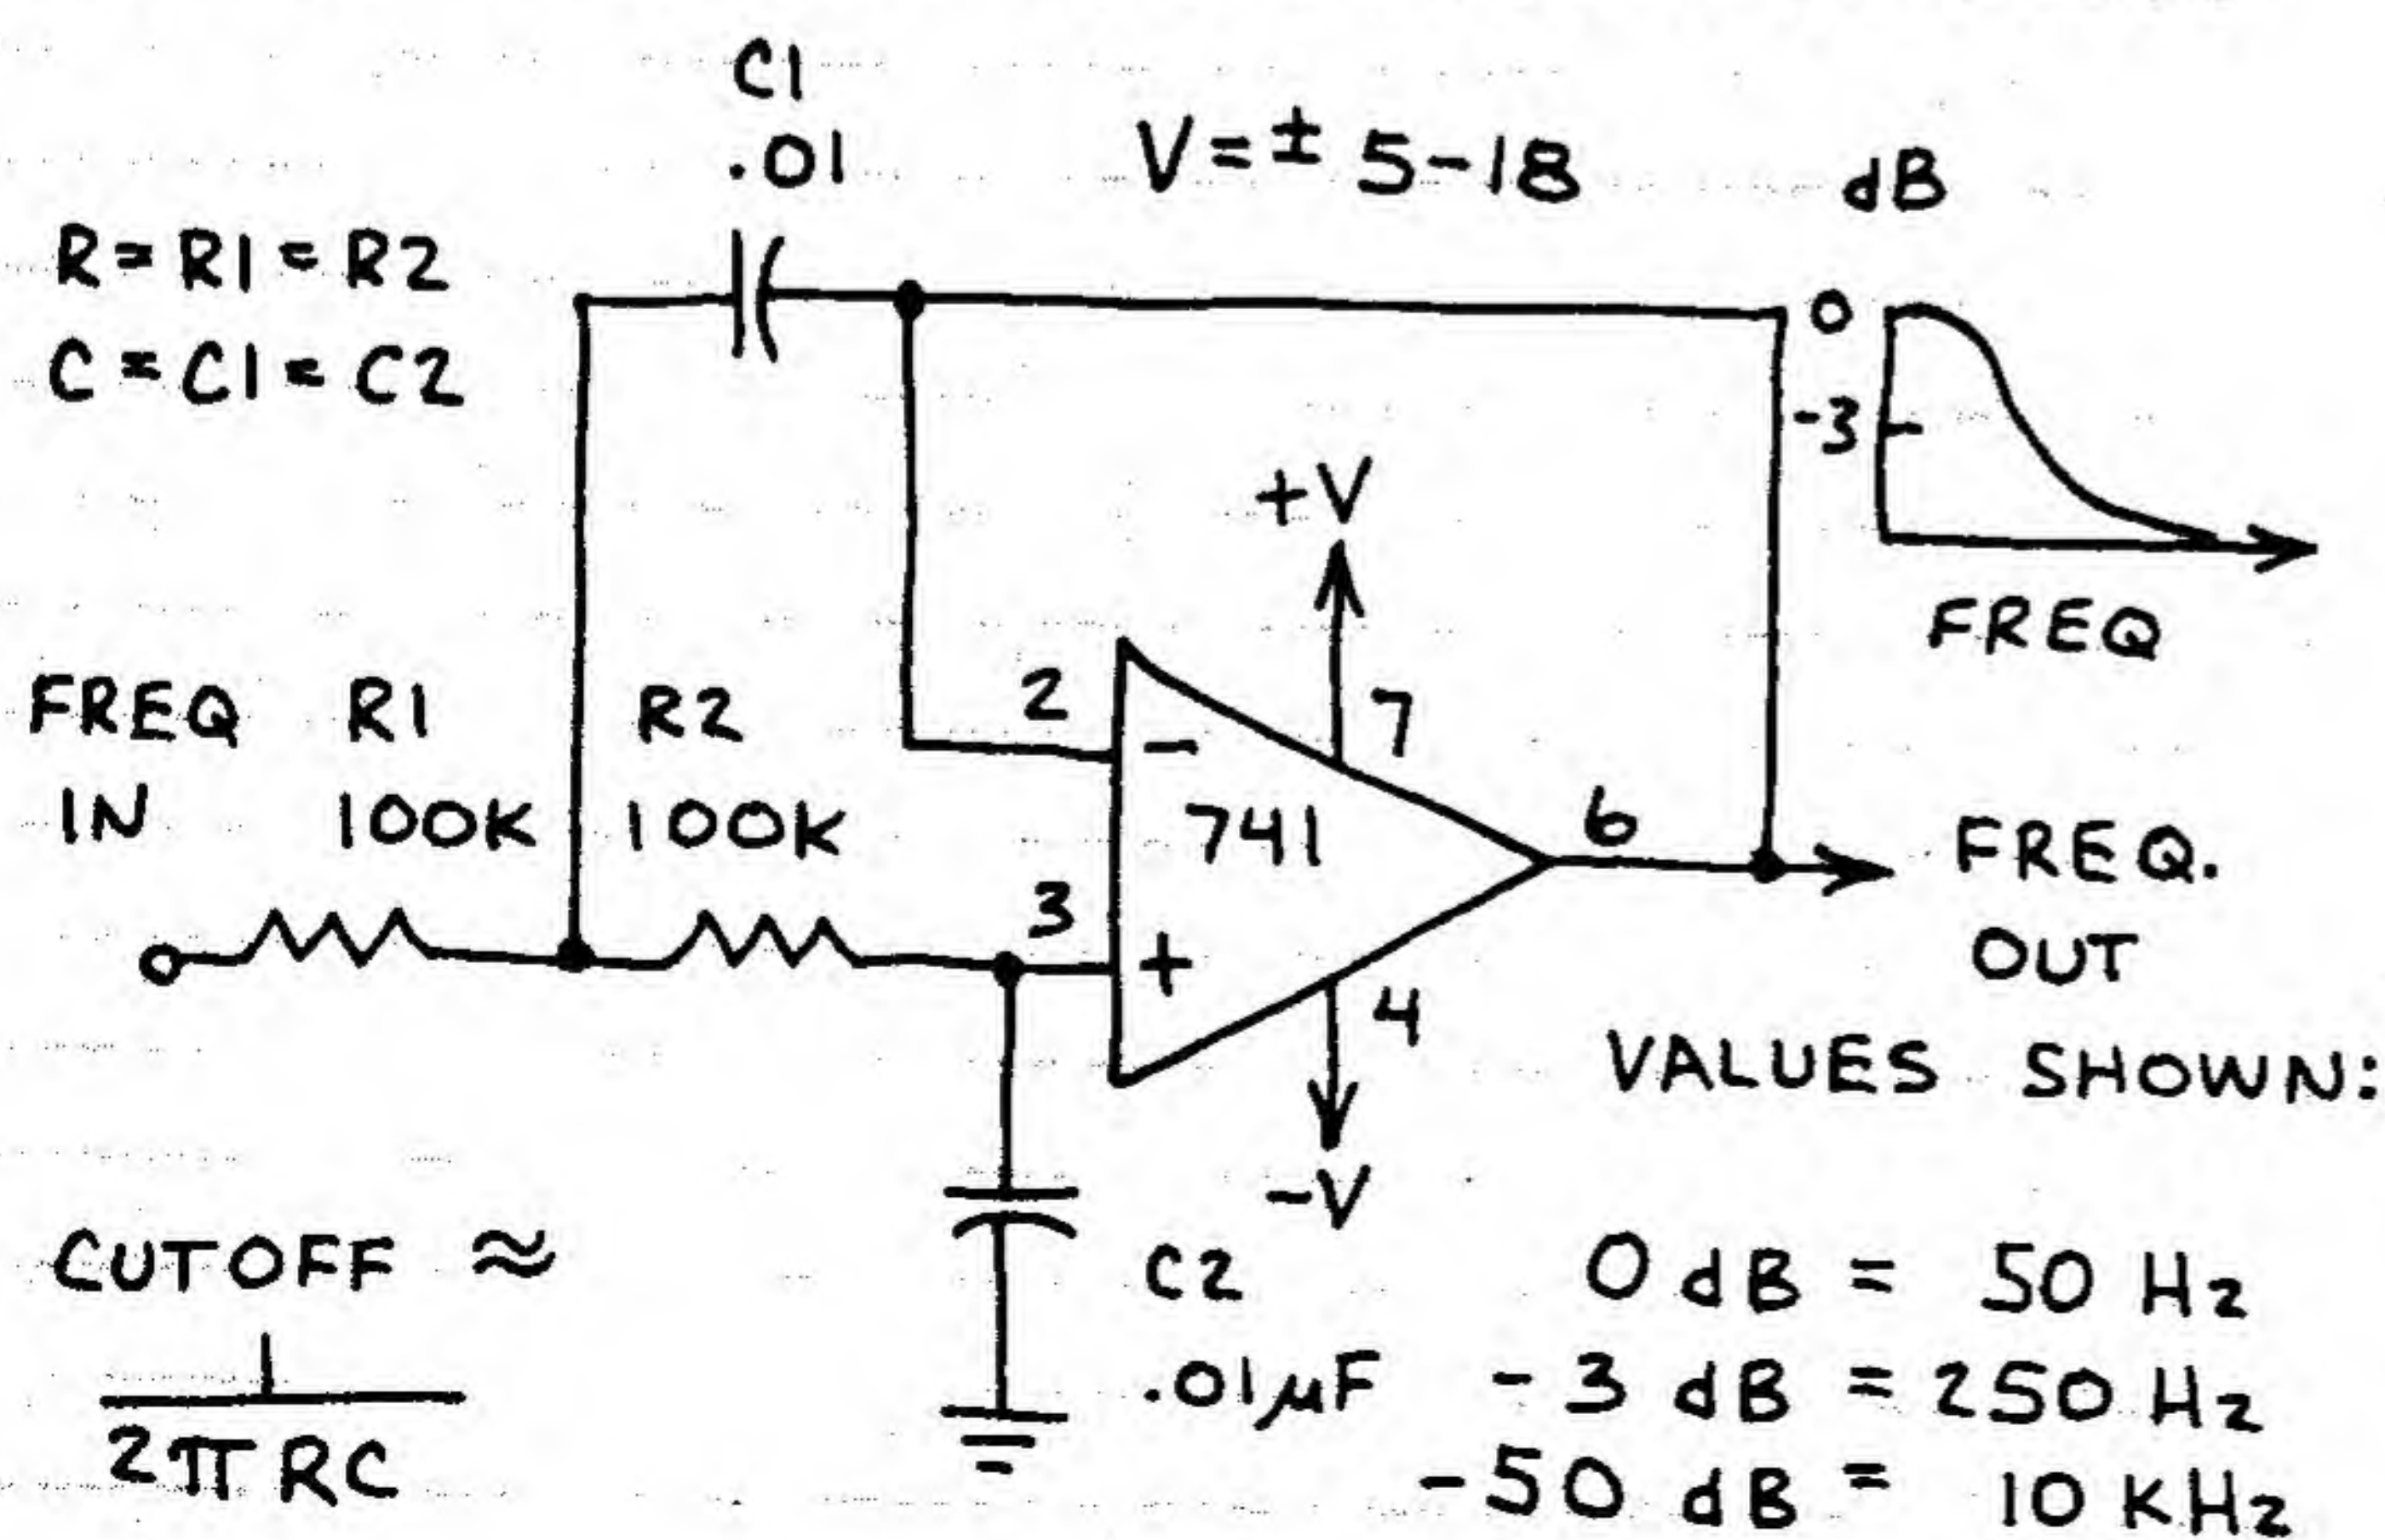 C1
.01
V = ± 5-18
dB
R = R1 = R2
C = C1 = C2
0
-3
FREQ
+V
FREQ
IN
R1
100K
R2
100K
2
-
7
741
6
3
+
4
-V
FREQ.
OUT
VALUES SHOWN:
CUTOFF ≈
1
2π RC
C2
.01μF
0 dB = 50 Hz
-3 dB = 250 Hz
-50 dB = 10 KHz